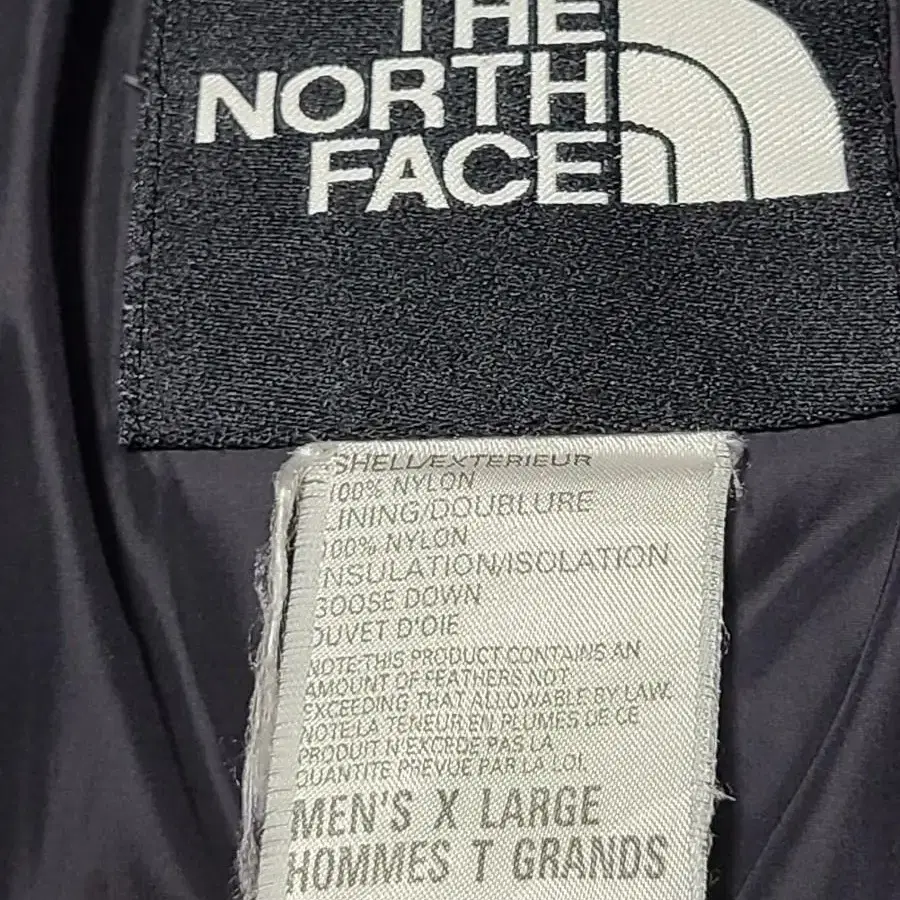 THE
NORTH
FACE
SHELL/EXTERIEUR
100% NYLON
LINING/DOUBLURE
100% NYLON
INSULATION/ISOLATION
GOOSE DOWN
DUVET D'OIE
NOTE:THIS PRODUCT CONTAINS AN
AMOUNT OF FEATHERS NOT
EXCEEDING THAT ALLOWABLE BY LAW.
NOTE:LA TENEUR EN PLUMES DE CE
PRODUIT N'EXCEDE PAS LA
QUANTITE PREVUE PAR LA LOI.
MEN'S X LARGE
HOMMES T GRANDS